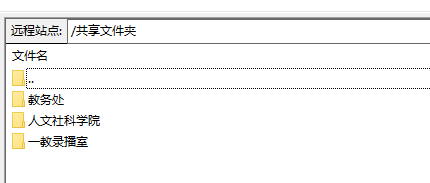 远程站点: /共享文件夹
文件名
..
教务处
人文社科学院
一教录播室